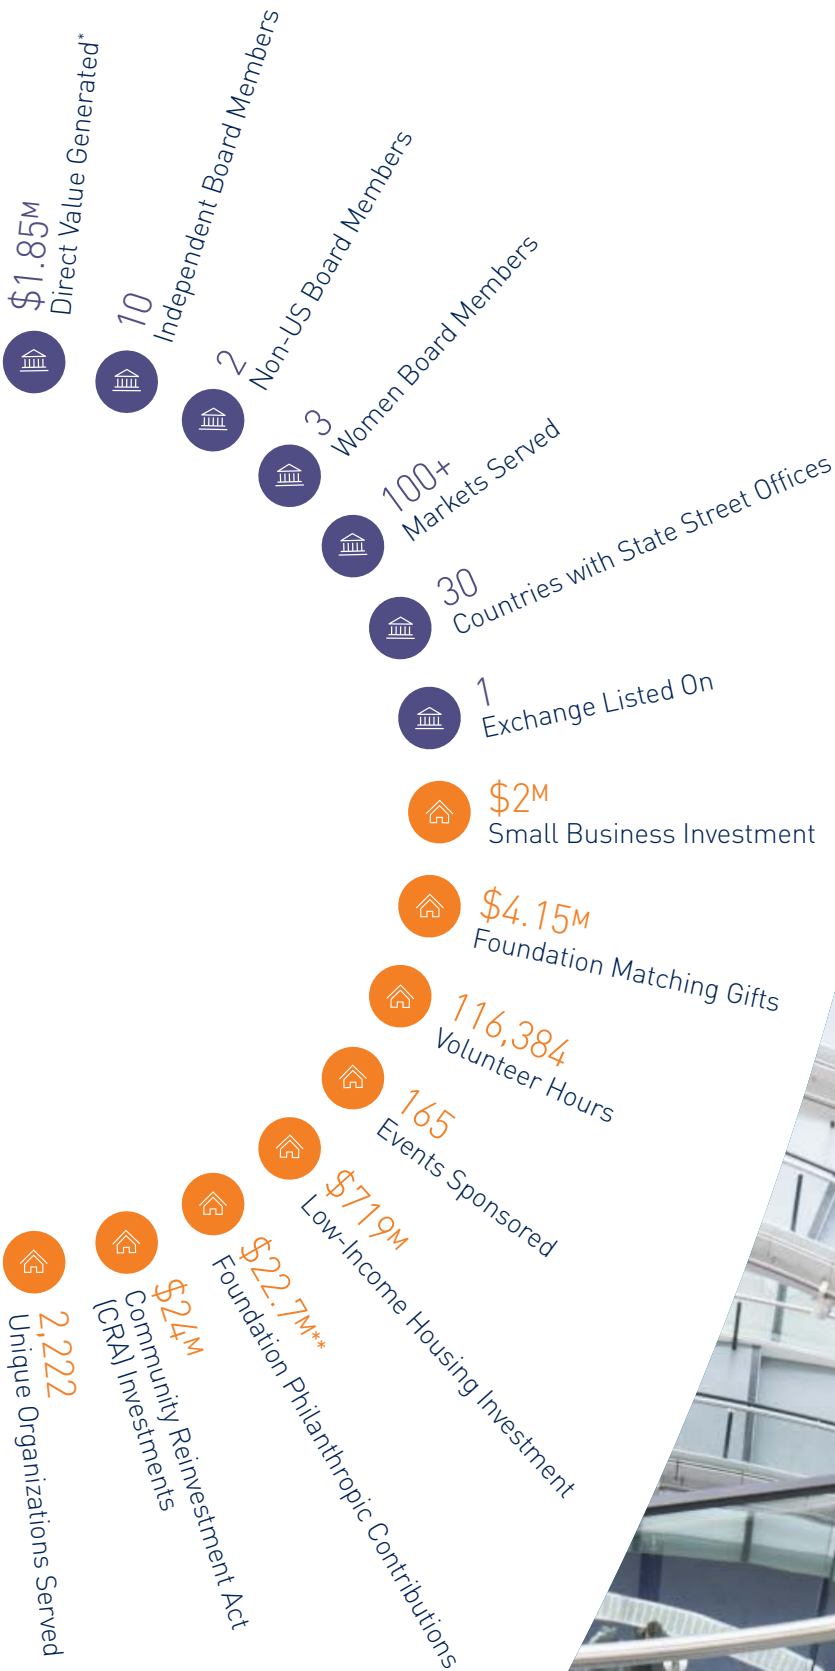 $1.85M
Direct Value Generated*
10
Independent Board Members
2
Non-US Board Members
3
Women Board Members
100+
Markets Served
30
Countries with State Street Offices
1
Exchange Listed On
$2M
Small Business Investment
$4.15M
Foundation Matching Gifts
116,384
Volunteer Hours
165
Events Sponsored
$719M
Low-Income Housing Investment
$22.7M**
Foundation Philanthropic Contributions
$24M
Community Reinvestment Act
(CRA) Investments
2,222
Unique Organizations Served